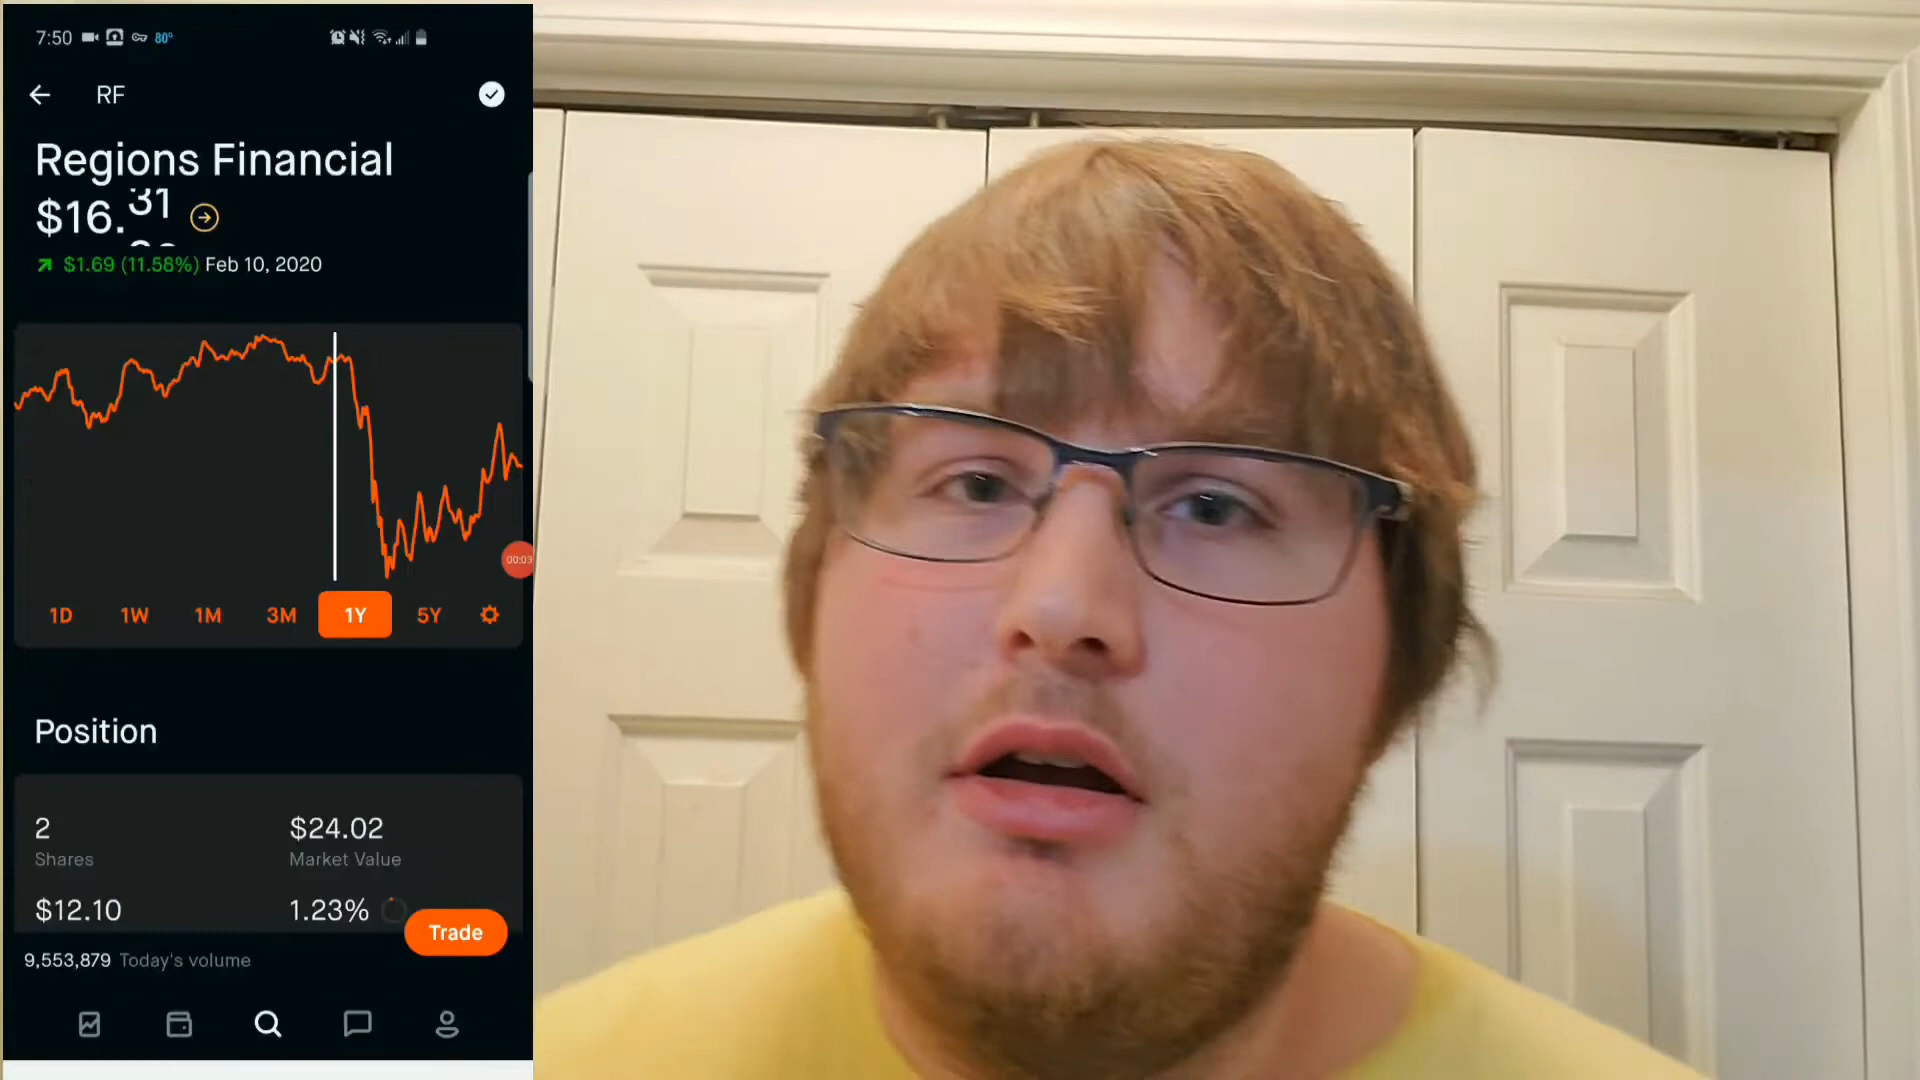 7:50 80°
RF
Regions Financial
$16.31
$1.69 (11.58%) Feb 10, 2020
00:03
1D 1W 1M 3M 1Y 5Y
Position
2 $24.02
Shares Market Value
$12.10 1.23%
Trade
9,553,879 Today's volume